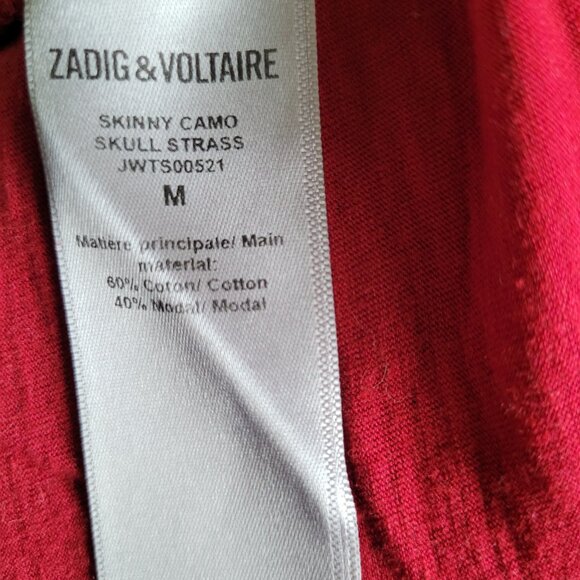 ZADIG & VOLTAIRE
SKINNY CAMO
SKULL STRASS
JWTS00521
M
Matière principale/ Main
material:
60% Coton/ Cotton
40% Modal/ Modal